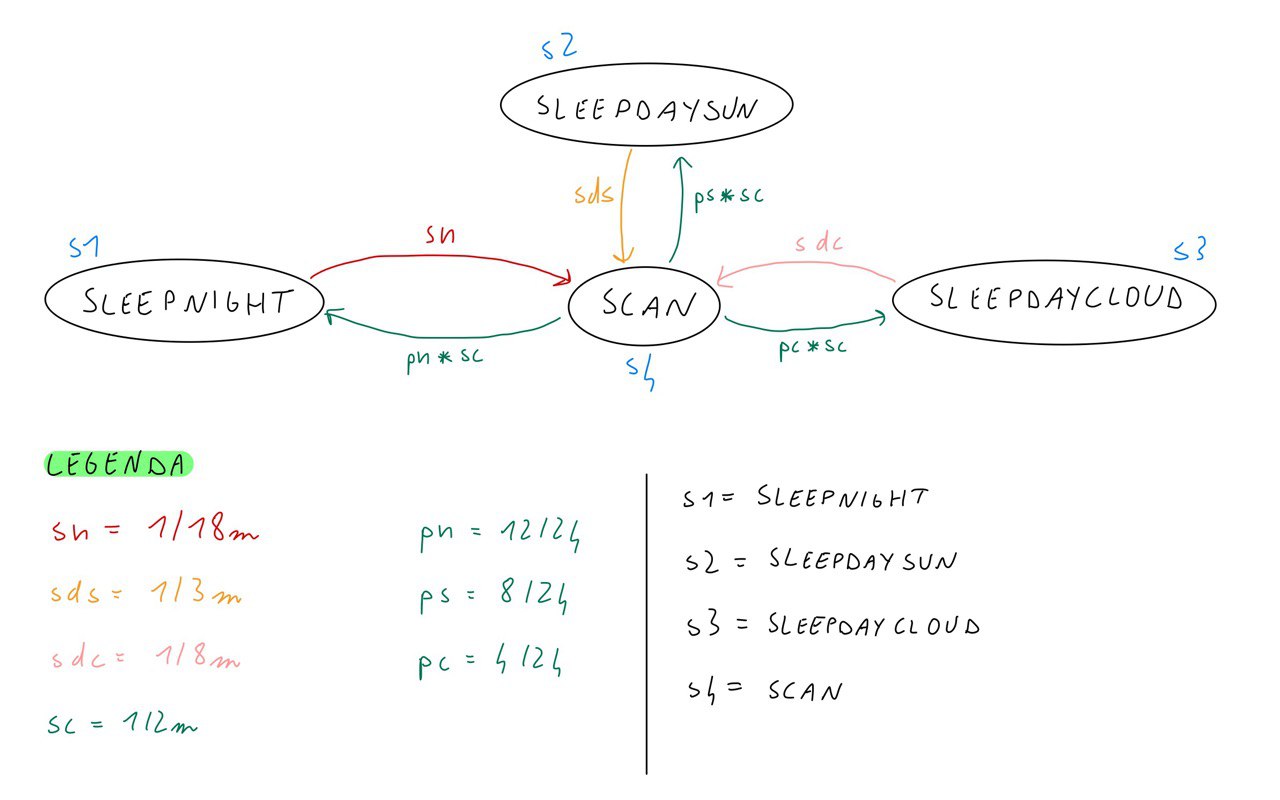 s2
SLEEPDAYSUN
sds
ps*sc
s1
sn
sdc
s3
SLEEPNIGHT
SCAN
SLEEPDAYCLOUD
pn*sc
pc*sc
s4
LEGENDA
sn = 1/18m
sds = 1/3m
sdc = 1/8m
sc = 1/2m
pn = 12/24
ps = 8/24
pc = 4/24
s1 = SLEEPNIGHT
s2 = SLEEPDAYSUN
s3 = SLEEPDAYCLOUD
s4 = SCAN